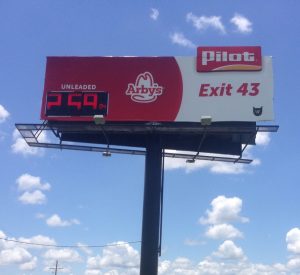 Pilot
UNLEADED
2.59
Arby's
Exit 43